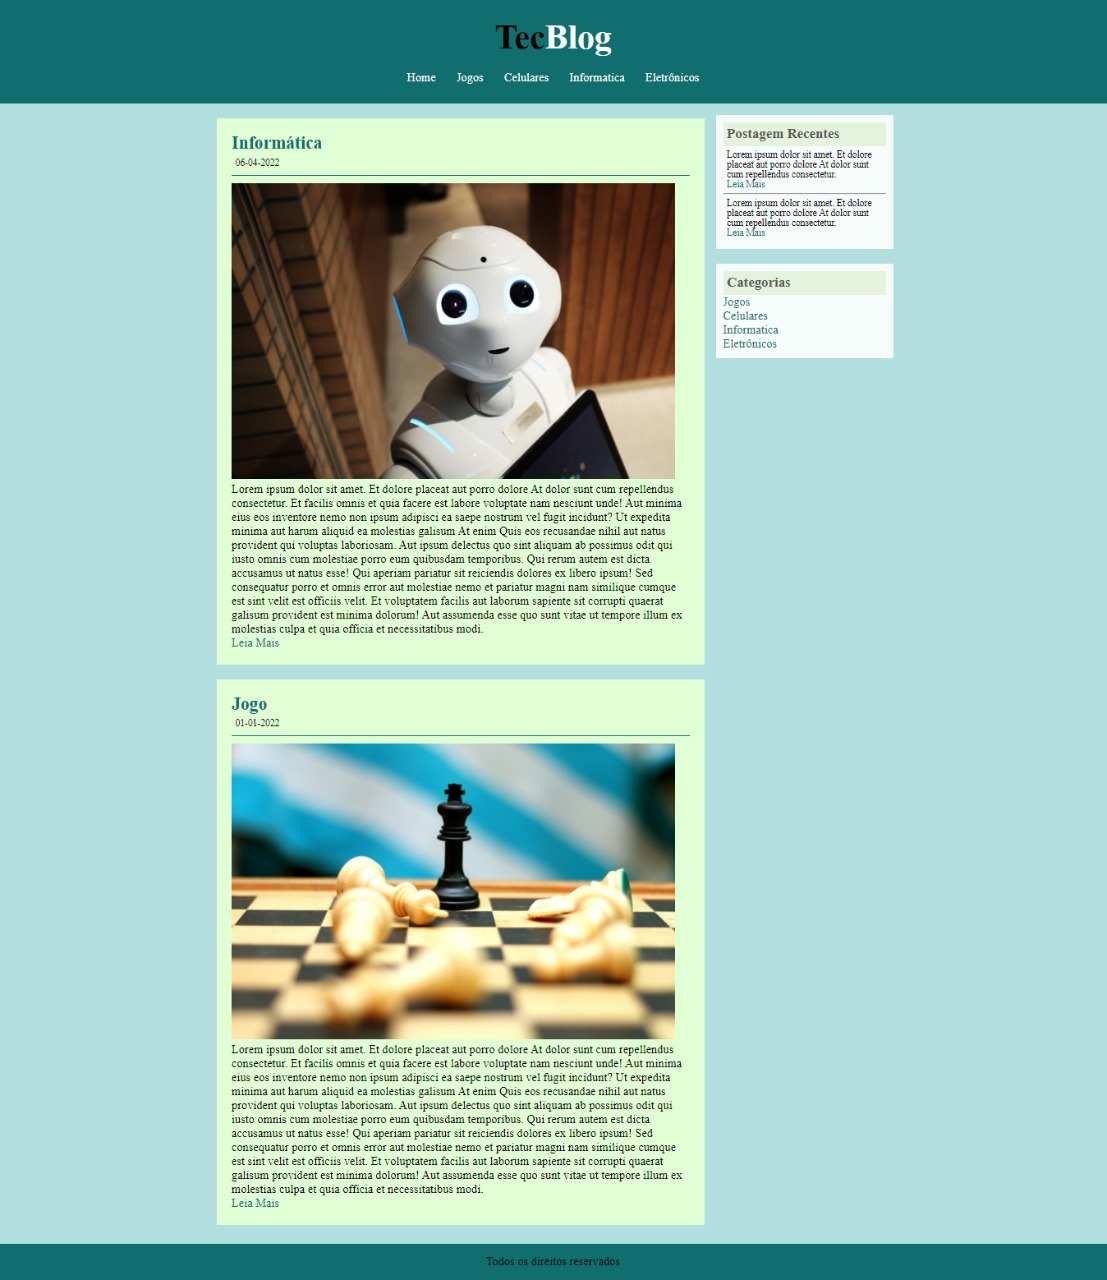 TecBlog
Home Jogos Celulares Informatica Eletrônicos
Informática
06-04-2022
Lorem ipsum dolor sit amet. Et dolore placeat aut porro dolore At dolor sunt cum repellendus
consectetur. Et facilis omnis et quia facere est labore voluptate nam nesciunt unde! Aut minima
eius eos inventore nemo non ipsum adipisci ea saepe nostrum vel fugit incidunt? Ut expedita
minima aut harum aliquid ea molestias galisum At enim Quis eos recusandae nihil aut natus
provident qui voluptas laboriosam. Aut ipsum delectus quo sint aliquam ab possimus odit qui
iusto omnis cum molestiae porro eum quibusdam temporibus. Qui rerum autem est dicta
accusamus ut natus esse! Qui aperiam pariatur sit reiciendis dolores ex libero ipsum! Sed
consequatur porro et omnis error aut molestiae nemo et pariatur magni nam similique cumque
est sint velit est officiis velit. Et voluptatem facilis aut laborum sapiente sit corrupti quaerat
galisum provident est minima dolorum! Aut assumenda esse quo sunt vitae ut tempore illum ex
molestias culpa et quia officia et necessitatibus modi.
Leia Mais
Jogo
01-01-2022
Lorem ipsum dolor sit amet. Et dolore placeat aut porro dolore At dolor sunt cum repellendus
consectetur. Et facilis omnis et quia facere est labore voluptate nam nesciunt unde! Aut minima
eius eos inventore nemo non ipsum adipisci ea saepe nostrum vel fugit incidunt? Ut expedita
minima aut harum aliquid ea molestias galisum At enim Quis eos recusandae nihil aut natus
provident qui voluptas laboriosam. Aut ipsum delectus quo sint aliquam ab possimus odit qui
iusto omnis cum molestiae porro eum quibusdam temporibus. Qui rerum autem est dicta
accusamus ut natus esse! Qui aperiam pariatur sit reiciendis dolores ex libero ipsum! Sed
consequatur porro et omnis error aut molestiae nemo et pariatur magni nam similique cumque
est sint velit est officiis velit. Et voluptatem facilis aut laborum sapiente sit corrupti quaerat
galisum provident est minima dolorum! Aut assumenda esse quo sunt vitae ut tempore illum ex
molestias culpa et quia officia et necessitatibus modi.
Leia Mais
Postagem Recentes
Lorem ipsum dolor sit amet. Et dolore
placeat aut porro dolore At dolor sunt
cum repellendus consectetur.
Leia Mais
Lorem ipsum dolor sit amet. Et dolore
placeat aut porro dolore At dolor sunt
cum repellendus consectetur.
Leia Mais
Categorias
Jogos
Celulares
Informatica
Eletrônicos
Todos os direitos reservados